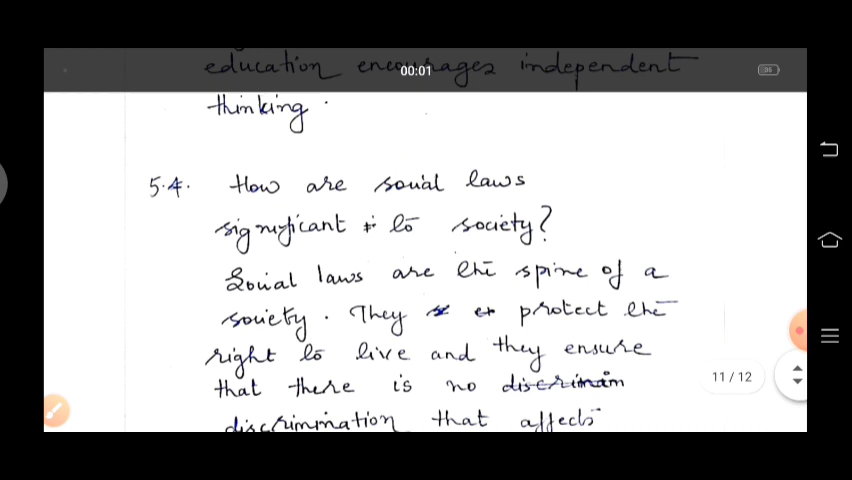 education encourages independent
00:01
thinking.
5.4. How are social laws
significant to society?
Social laws are the spine of a
society. They protect the
right to live and they ensure
that there is no discrimin
discrimination that affects
11/12